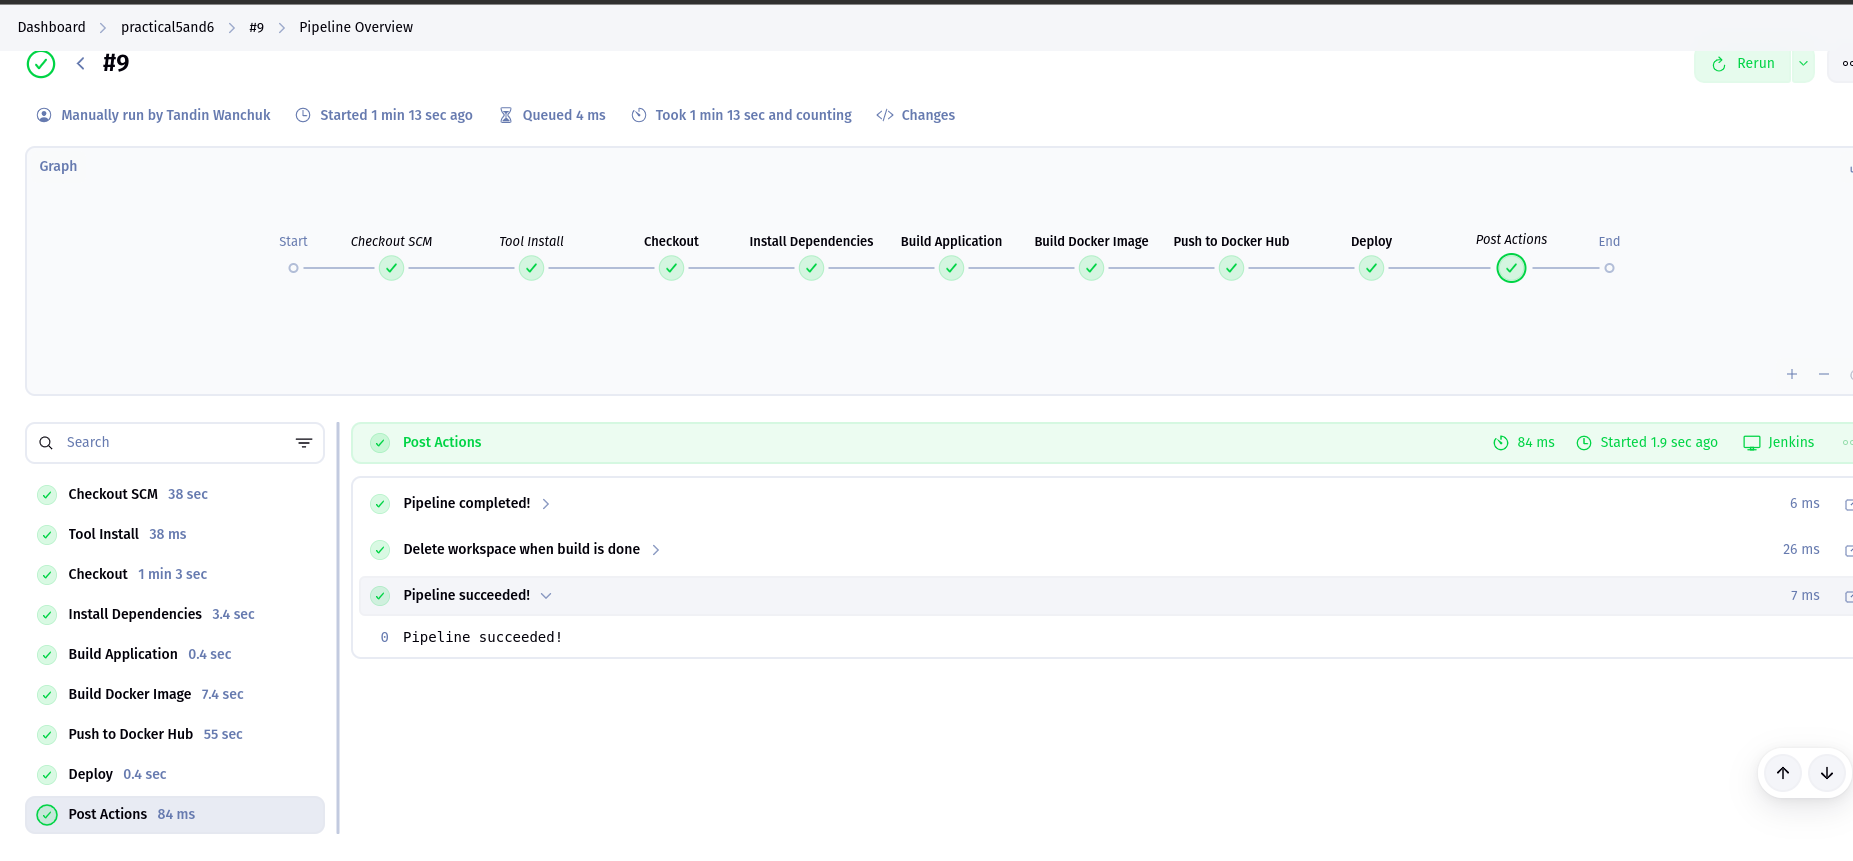 Dashboard > practical5and6 > #9 > Pipeline Overview
#9
Rerun
Manually run by Tandin Wanchuk Started 1 min 13 sec ago Queued 4 ms Took 1 min 13 sec and counting </> Changes
Graph
Start Checkout SCM Tool Install Checkout Install Dependencies Build Application Build Docker Image Push to Docker Hub Deploy Post Actions End
Search
Checkout SCM 38 sec
Tool Install 38 ms
Checkout 1 min 3 sec
Install Dependencies 3.4 sec
Build Application 0.4 sec
Build Docker Image 7.4 sec
Push to Docker Hub 55 sec
Deploy 0.4 sec
Post Actions 84 ms
Post Actions 84 ms Started 1.9 sec ago Jenkins
Pipeline completed! 6 ms
Delete workspace when build is done 26 ms
Pipeline succeeded! 7 ms
0 Pipeline succeeded!